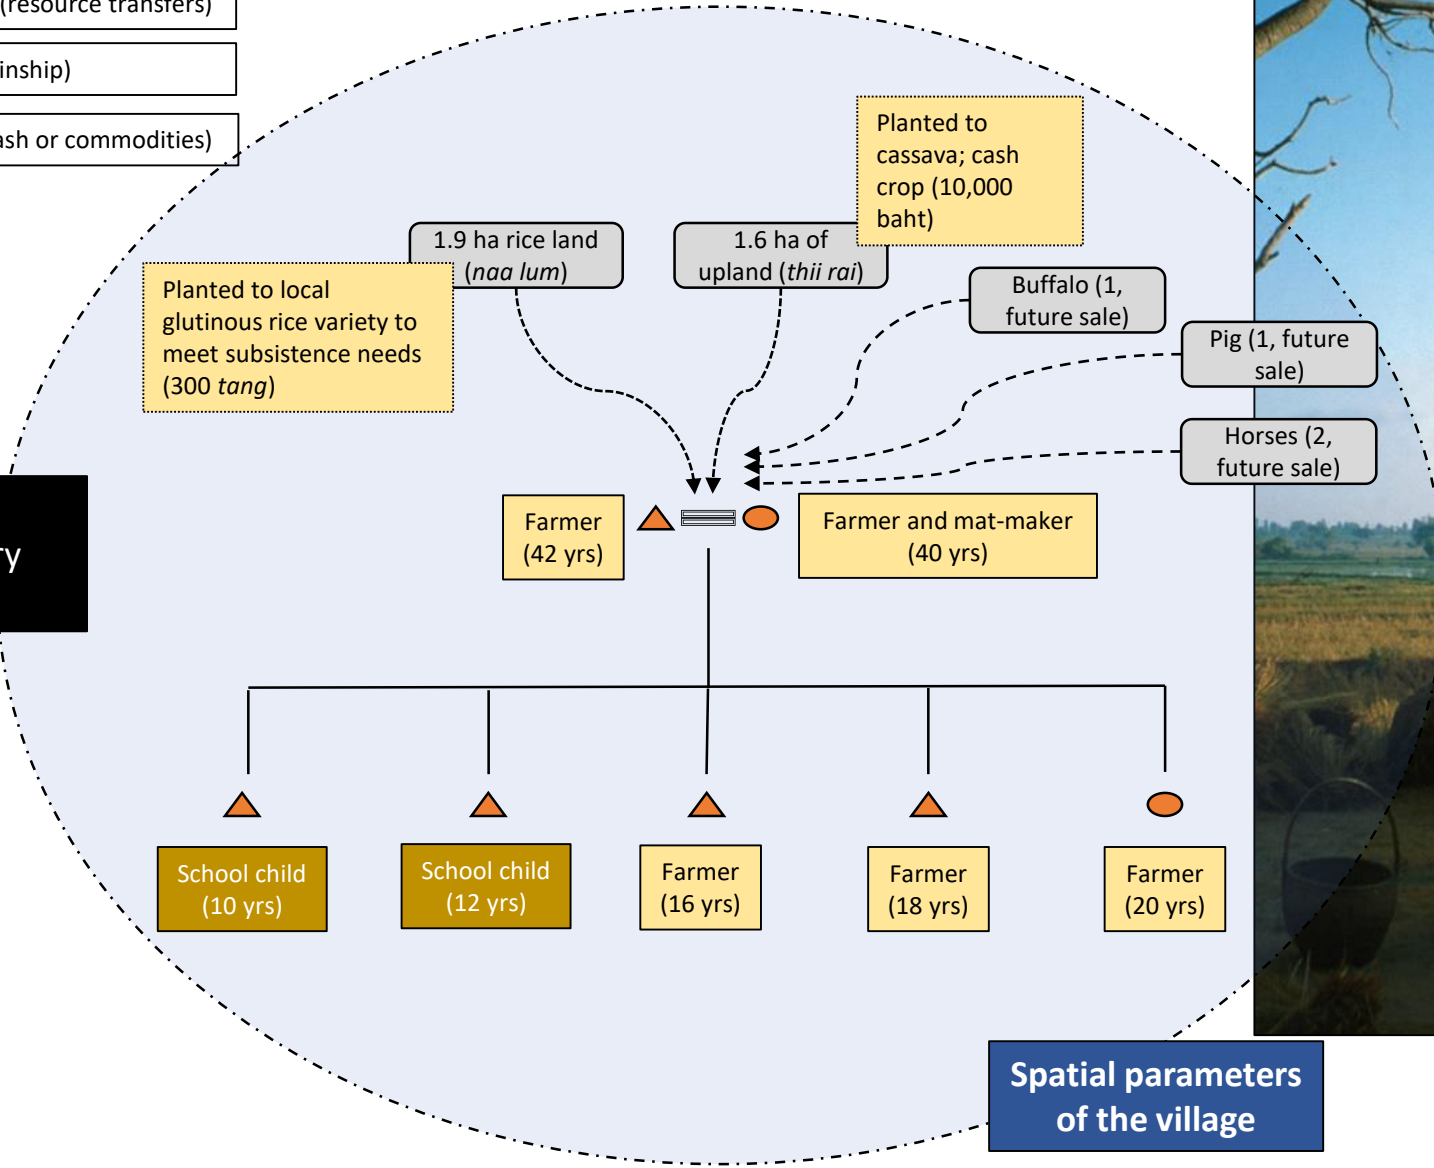 (resource transfers)
inship)
ash or commodities)
Planted to
cassava; cash
crop (10,000
baht)
1.9 ha rice land
(naa lum)
1.6 ha of
upland (thii rai)
Planted to local
glutinous rice variety to
meet subsistence needs
(300 tang)
Buffalo (1,
future sale)
Pig (1, future
sale)
Horses (2,
future sale)
ry
Farmer
(42 yrs)
Farmer and mat-maker
(40 yrs)
School child
(10 yrs)
School child
(12 yrs)
Farmer
(16 yrs)
Farmer
(18 yrs)
Farmer
(20 yrs)
Spatial parameters
of the village